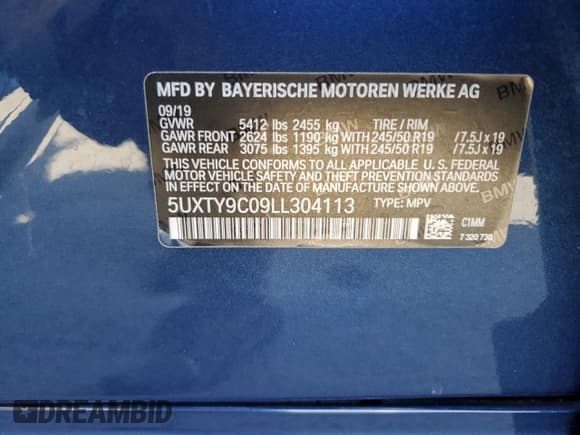 MFD BY BAYERISCHE MOTOREN WERKE AG
09/19
GVWR 5412 lbs 2455 kg TIRE / RIM
GAWR FRONT 2624 lbs 1190 kg WITH 245/50 R19 /7.5J x 19
GAWR REAR 3075 lbs 1395 kg WITH 245/50 R19 /7.5J x 19
THIS VEHICLE CONFORMS TO ALL APPLICABLE U. S. FEDERAL
MOTOR VEHICLE SAFETY, BUMPER, AND THEFT PREVENTION
STANDARDS IN EFFECT ON THE DATE OF MANUFACTURE
SHOWN ABOVE.
5UXTY9C09LL304113 TYPE: MPV
C1MM
7 320 730
DREAMBID